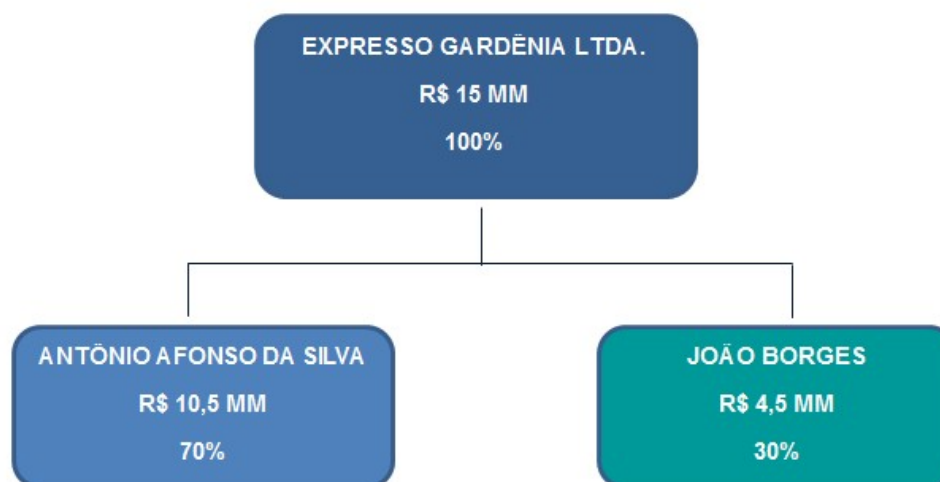 EXPRESSO GARDÊNIA LTDA.
R$ 15 MM
100%
ANTÔNIO AFONSO DA SILVA
R$ 10,5 MM
70%
JOÃO BORGES
R$ 4,5 MM
30%